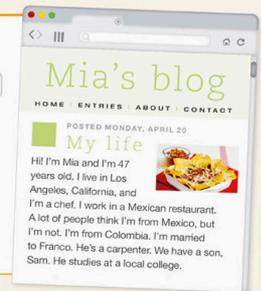 Mia's blog
HOME | ENTRIES | ABOUT | CONTACT
POSTED MONDAY, APRIL 20
My life
Hi! I'm Mia and I'm 47
years old. I live in Los
Angeles, California, and
I'm a chef. I work in a Mexican restaurant.
A lot of people think I'm from Mexico, but
I'm not. I'm from Colombia. I'm married
to Franco. He's a carpenter. We have a son,
Sam. He studies at a local college.